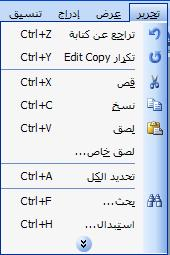 تحرير عرض إدراج تنسيق
تراجع عن كتابة Ctrl+Z
تكرار Edit Copy Ctrl+Y
قص Ctrl+X
نسخ Ctrl+C
لصق Ctrl+V
لصق خاص...
تحديد الكل Ctrl+A
بحث... Ctrl+F
استبدال... Ctrl+H